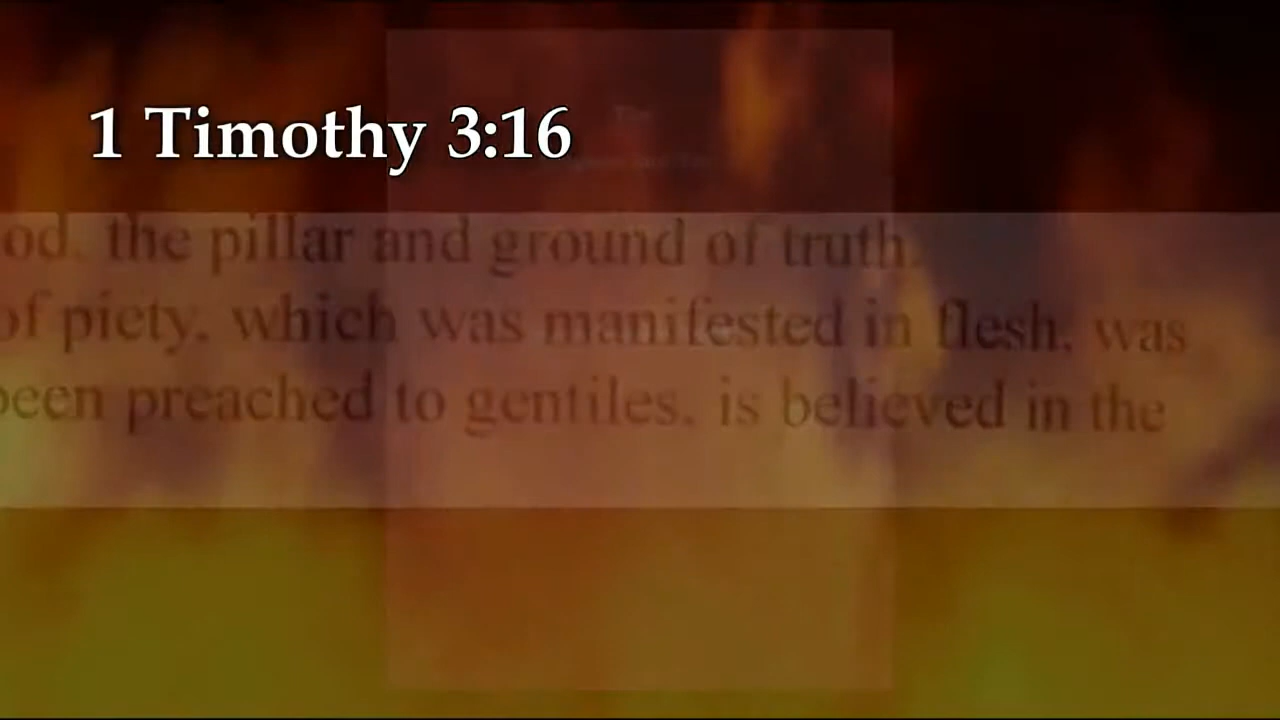 1 Timothy 3:16
od, the pillar and ground of truth.
of piety, which was manifested in flesh, was
been preached to gentiles, is believed in the